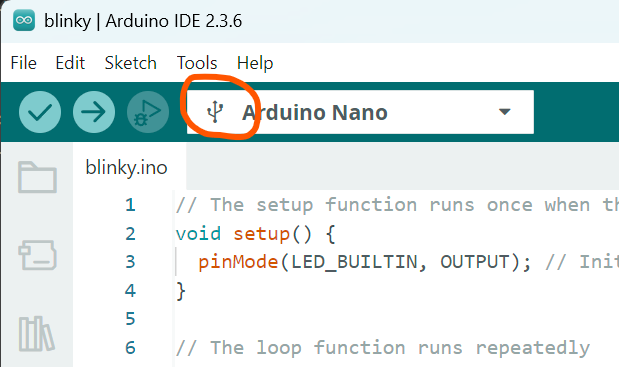 blinky | Arduino IDE 2.3.6
File Edit Sketch Tools Help
Arduino Nano
blinky.ino
1 // The setup function runs once when th
2 void setup() {
3 pinMode(LED_BUILTIN, OUTPUT); // Init
4 }
5
6 // The loop function runs repeatedly